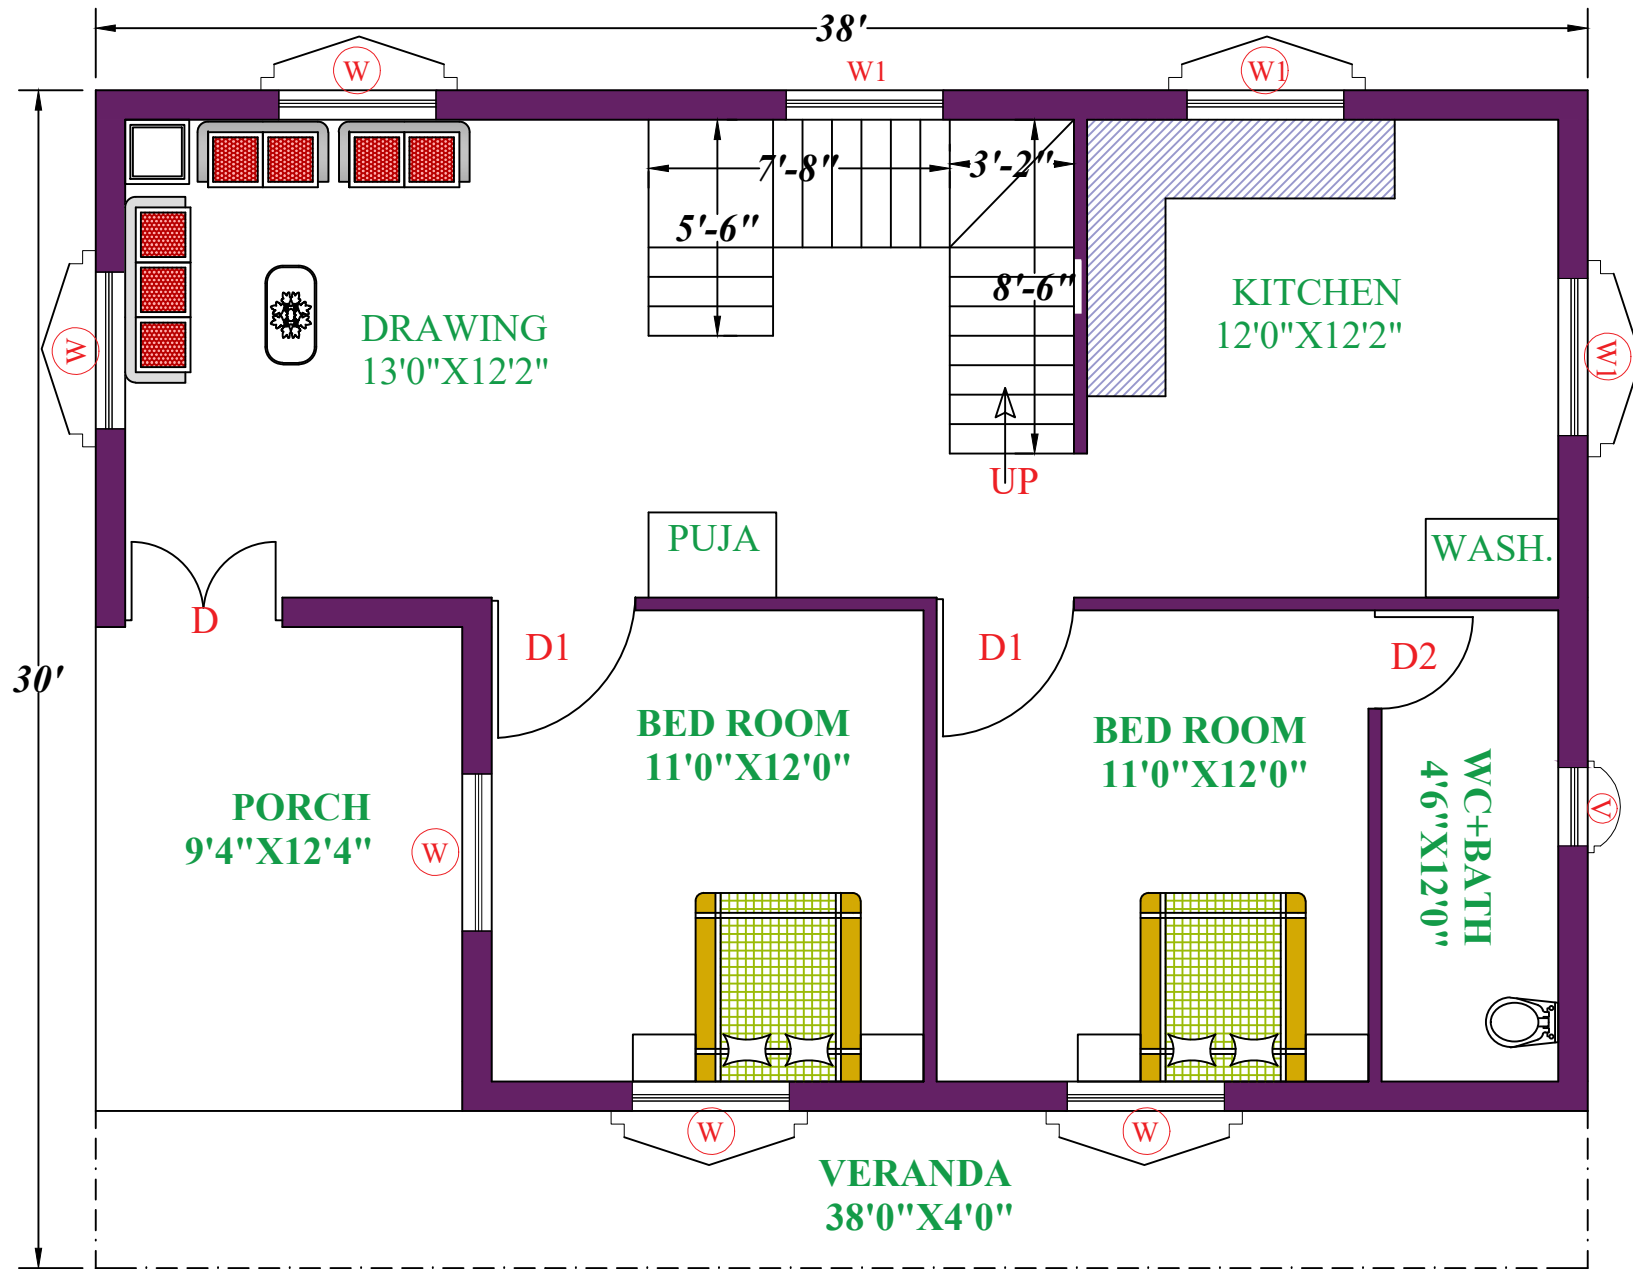 38'
W
W1
W1
7'-8"
3'-2"
5'-6"
8'-6"
W
DRAWING
13'0"X12'2"
KITCHEN
12'0"X12'2"
W1
UP
PUJA
WASH.
D
D1
D1
D2
30'
BED ROOM
11'0"X12'0"
BED ROOM
11'0"X12'0"
PORCH
9'4"X12'4"
W
WC+BATH
4'6"X12'0"
V
W
W
VERANDA
38'0"X4'0"